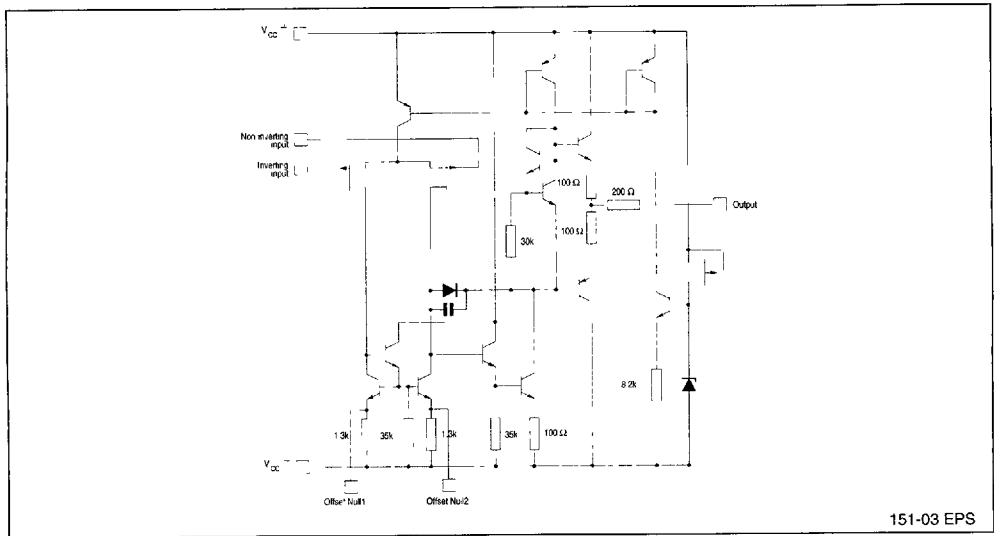 VCC +
Non inverting
input
Inverting
input
100 Ω
200 Ω
Output
30k
100 Ω
8 2k
1 3k
35k
1.3k
35k
100 Ω
VCC –
Offset Null1
Offset Null2
151-03 EPS